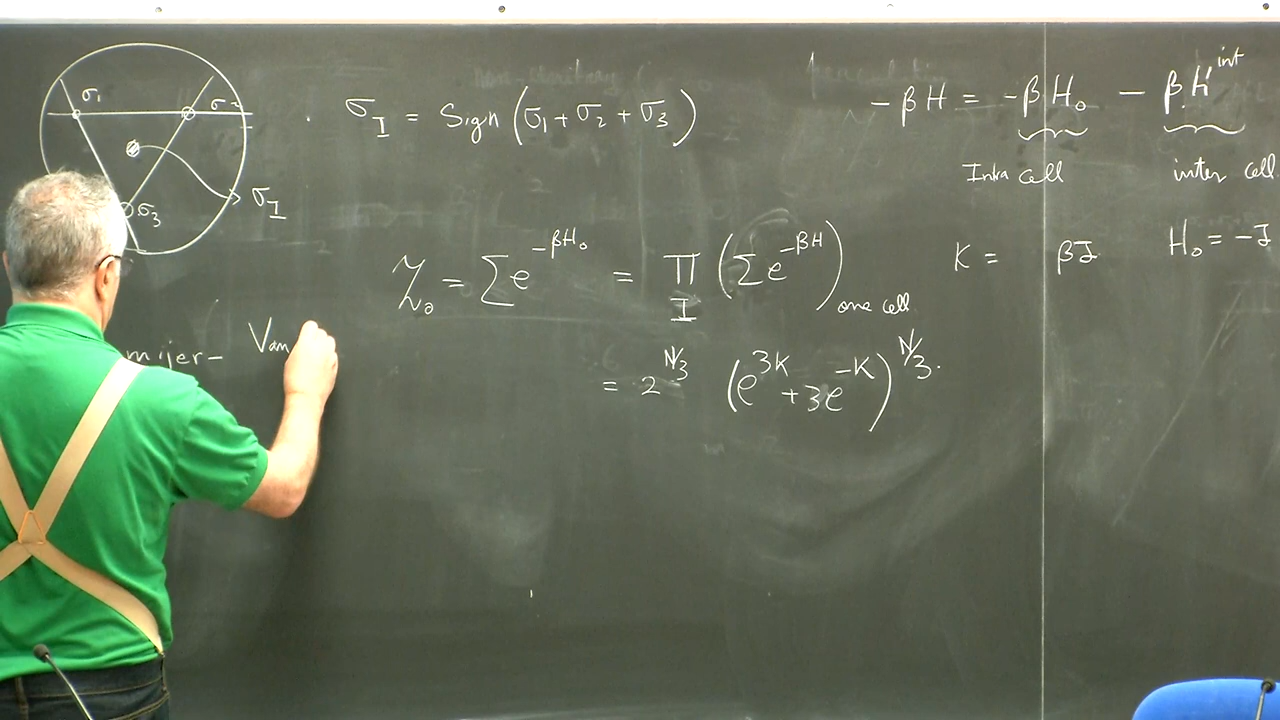 σ₁ σ₂
σ_I = Sign (σ₁ + σ₂ + σ₃)
-βH = -βH₀ - βH'^int
Intra cell inter cell
σ_I
σ₃
Z₀ = Σ e^{-βH₀} = Π_I (Σ e^{-βH})_{one cell}
K = βJ H₀ = -J
mijer- Van
= 2^{N/3} (e^{3K} + 3e^{-K})^{N/3}.